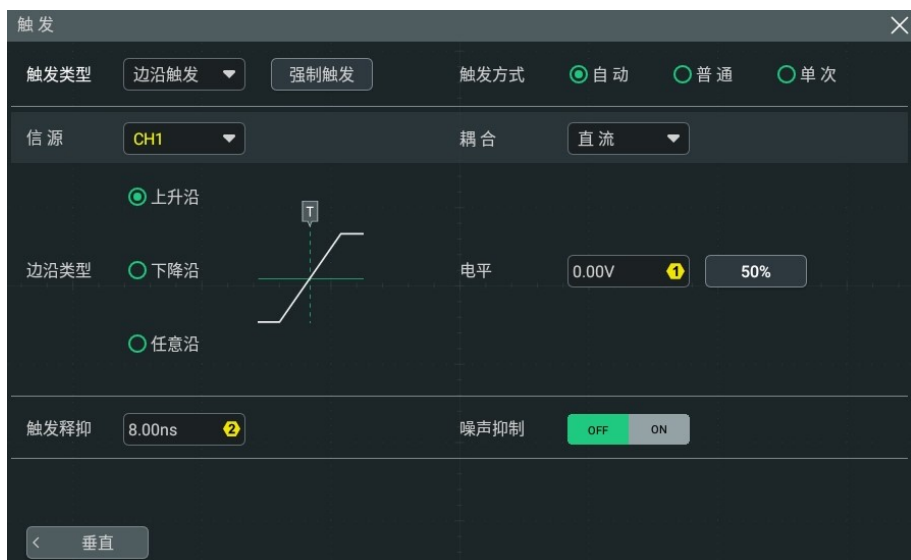 触发
触发类型 边沿触发 强制触发 触发方式 自动 普通 单次
信源 CH1 耦合 直流
上升沿
T
边沿类型 下降沿 电平 0.00V 1 50%
任意沿
触发释抑 8.00ns 2 噪声抑制 OFF ON
垂直